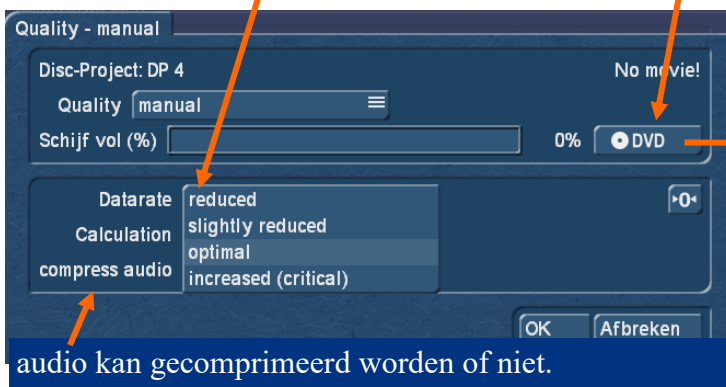 Quality - manual
Disc-Project: DP 4 No movie!
Quality manual
Schijf vol (%) 0% DVD
Datarate reduced
slightly reduced
Calculation
optimal
compress audio
increased (critical)
0
OK Afbreken
audio kan gecomprimeerd worden of niet.